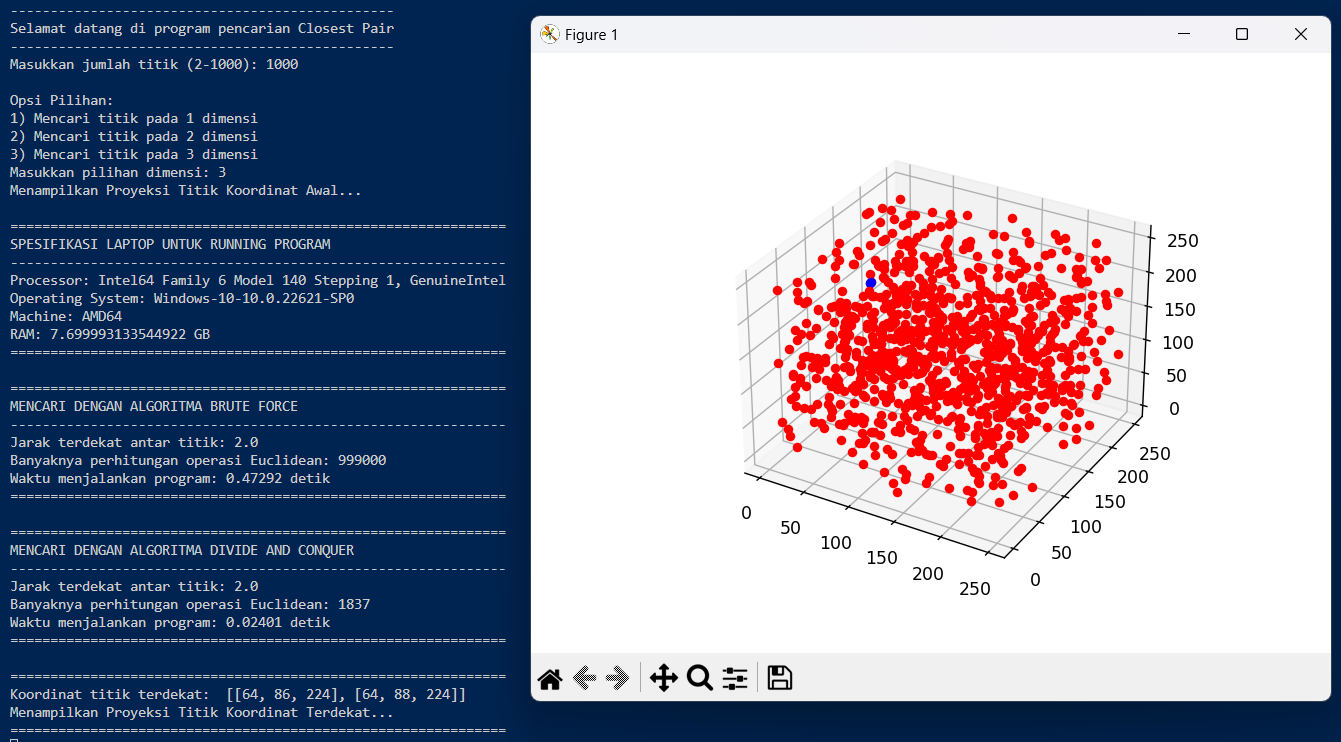 ------------------------------------------------
Selamat datang di program pencarian Closest Pair
------------------------------------------------
Masukkan jumlah titik (2-1000): 1000
Opsi Pilihan:
1) Mencari titik pada 1 dimensi
2) Mencari titik pada 2 dimensi
3) Mencari titik pada 3 dimensi
Masukkan pilihan dimensi: 3
Menampilkan Proyeksi Titik Koordinat Awal...
==============================================================
SPESIFIKASI LAPTOP UNTUK RUNNING PROGRAM
--------------------------------------------------------------
Processor: Intel64 Family 6 Model 140 Stepping 1, GenuineIntel
Operating System: Windows-10-10.0.22621-SP0
Machine: AMD64
RAM: 7.699993133544922 GB
==============================================================
==============================================================
MENCARI DENGAN ALGORITMA BRUTE FORCE
--------------------------------------------------------------
Jarak terdekat antar titik: 2.0
Banyaknya perhitungan operasi Euclidean: 999000
Waktu menjalankan program: 0.47292 detik
==============================================================
==============================================================
MENCARI DENGAN ALGORITMA DIVIDE AND CONQUER
--------------------------------------------------------------
Jarak terdekat antar titik: 2.0
Banyaknya perhitungan operasi Euclidean: 1837
Waktu menjalankan program: 0.02401 detik
==============================================================
==============================================================
Koordinat titik terdekat:  [[64, 86, 224], [64, 88, 224]]
Menampilkan Proyeksi Titik Koordinat Terdekat...
==============================================================
Figure 1
250
200
150
100
50
0
250
200
150
100
50
0
0
50
100
150
200
250